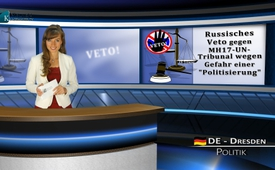 VETO!
VETO!
Russisches
Veto gegen
MH17-UN-
Tribunal wegen
Gefahr einer
"Politisierung"
DE - Dresden
Politik